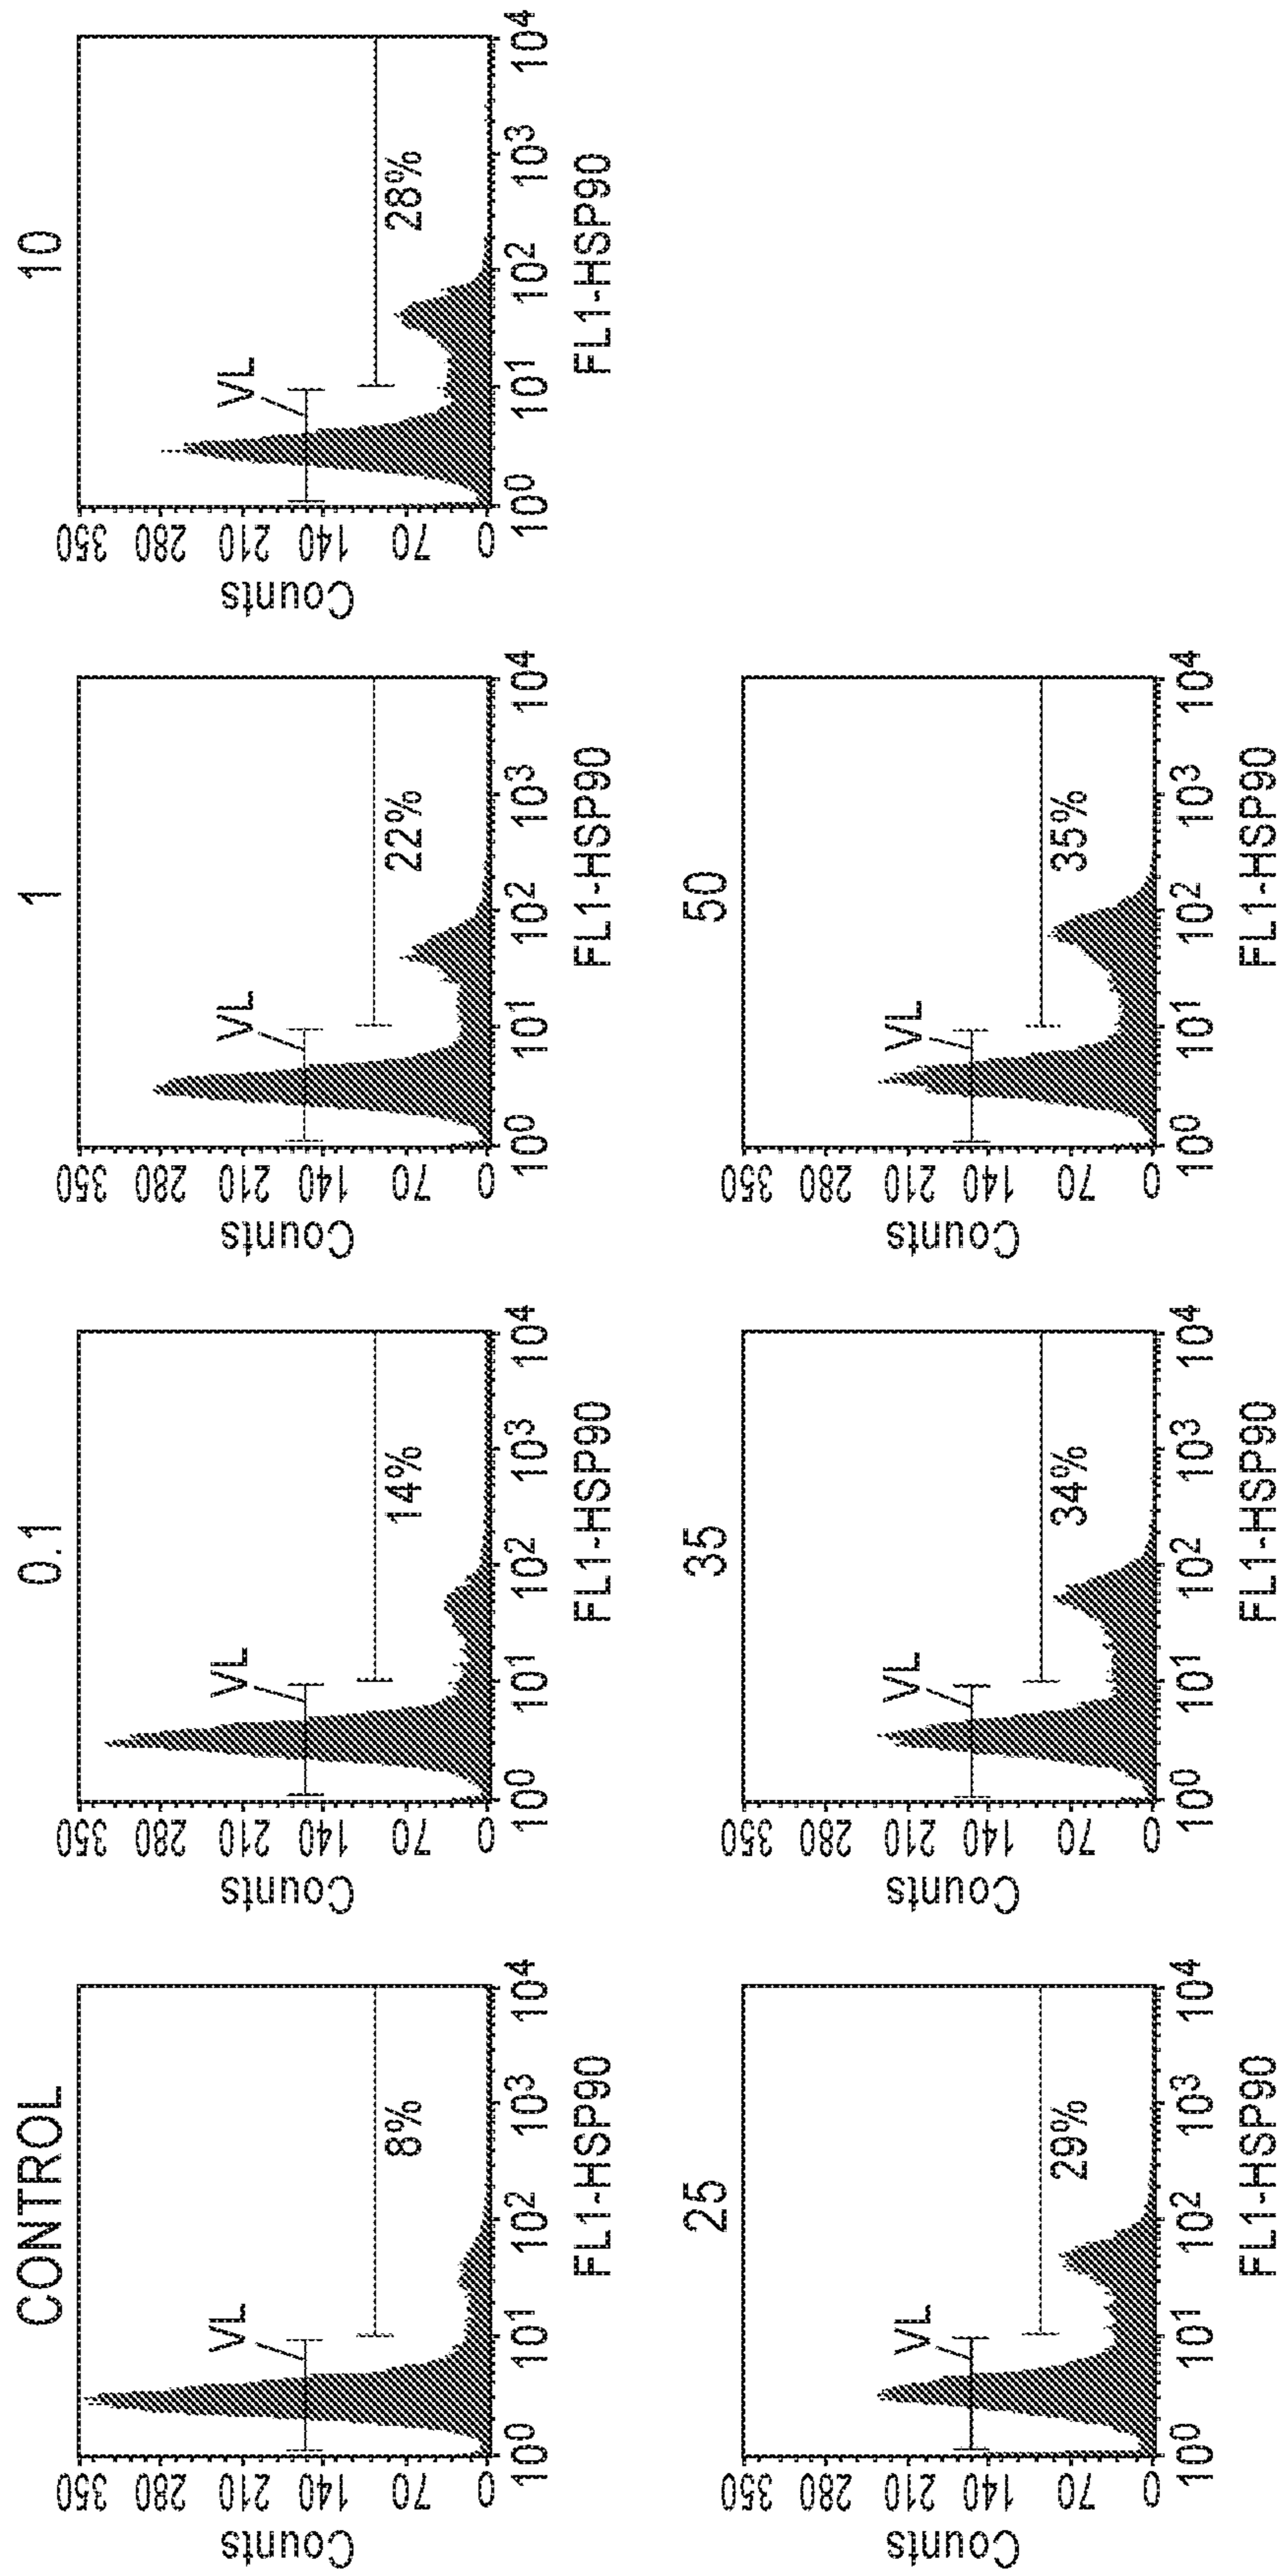 CONTROL
Counts
350
280
210
140
70
0
VL
8%
10⁰ 10¹ 10² 10³ 10⁴
FL1-HSP90
0.1
Counts
350
280
210
140
70
0
VL
14%
10⁰ 10¹ 10² 10³ 10⁴
FL1-HSP90
1
Counts
350
280
210
140
70
0
VL
22%
10⁰ 10¹ 10² 10³ 10⁴
FL1-HSP90
10
Counts
350
280
210
140
70
0
VL
28%
10⁰ 10¹ 10² 10³ 10⁴
FL1-HSP90
25
Counts
350
280
210
140
70
0
VL
29%
10⁰ 10¹ 10² 10³ 10⁴
FL1-HSP90
35
Counts
350
280
210
140
70
0
VL
34%
10⁰ 10¹ 10² 10³ 10⁴
FL1-HSP90
50
Counts
350
280
210
140
70
0
VL
35%
10⁰ 10¹ 10² 10³ 10⁴
FL1-HSP90